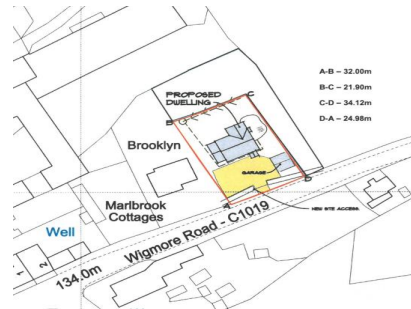 A-B – 32.00m
B-C – 21.90m
C-D – 34.12m
D-A – 24.98m
C
PROPOSED
DWELLING
B
Brooklyn
GARAGE
D
Marlbrook
Cottages
A
NEW SITE ACCESS
Well
Wigmore Road - C1019
134.0m
1
2